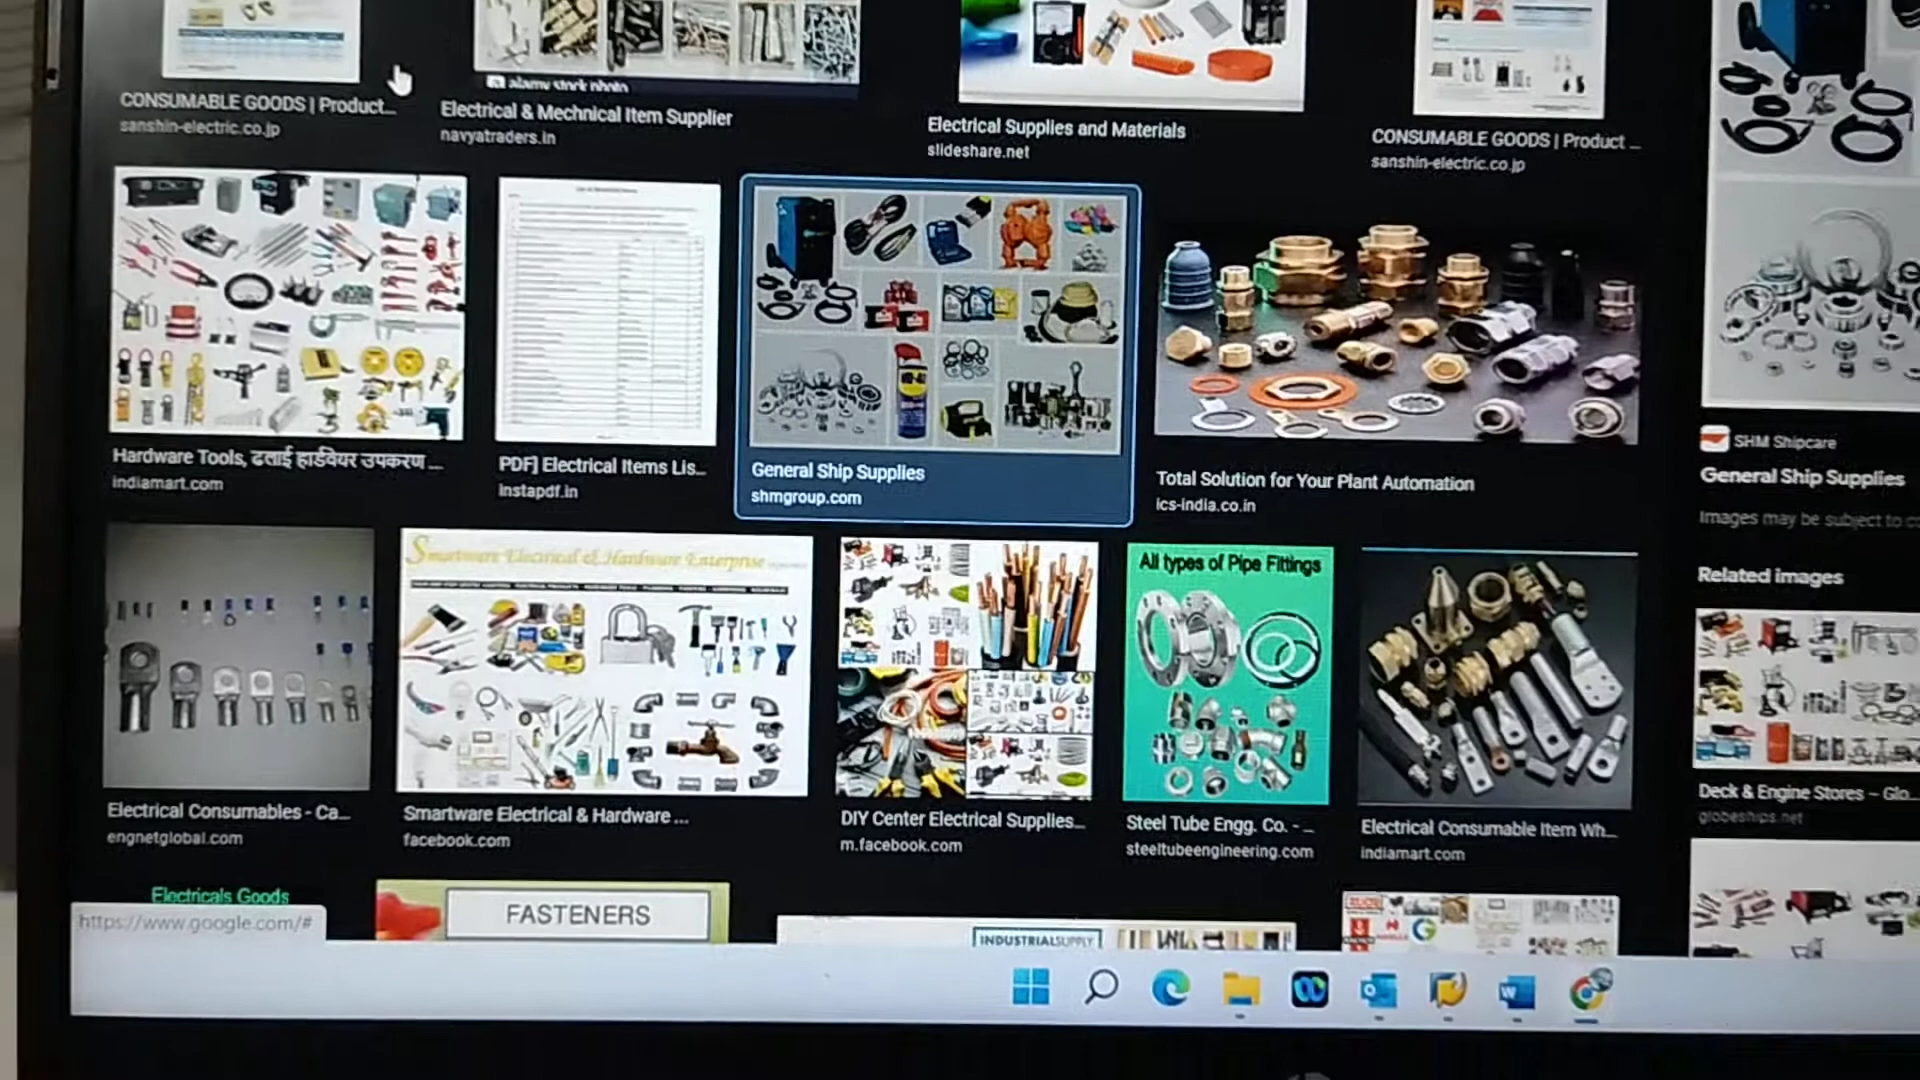 alamy stock photo
CONSUMABLE GOODS | Product...
sanshin-electric.co.jp
Electrical & Mechnical Item Supplier
navyatraders.in
Electrical Supplies and Materials
slideshare.net
CONSUMABLE GOODS | Product ...
sanshin-electric.co.jp
Hardware Tools, ढलाई हार्डवेयर उपकरण ...
indiamart.com
PDF] Electrical Items Lis...
instapdf.in
General Ship Supplies
shmgroup.com
Total Solution for Your Plant Automation
ics-india.co.in
SHM Shipcare
General Ship Supplies
Images may be subject to co
Related images
Smartware Electrical & Hardware Enterprise
All types of Pipe Fittings
Electrical Consumables - Ca...
engnetglobal.com
Smartware Electrical & Hardware ...
facebook.com
DIY Center Electrical Supplies...
m.facebook.com
Steel Tube Engg. Co. - ...
steeltubeengineering.com
Electrical Consumable Item Wh...
indiamart.com
Deck & Engine Stores – Glo...
globeships.net
Electricals Goods
https://www.google.com/#
FASTENERS
INDUSTRIALSUPPLY